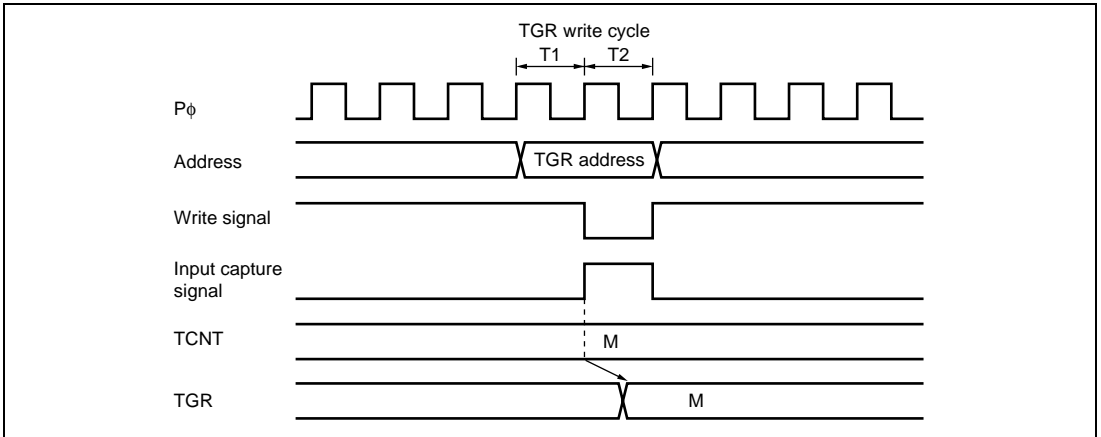 TGR write cycle
T1 T2
Pϕ
Address
TGR address
Write signal
Input capture
signal
TCNT
M
TGR
M